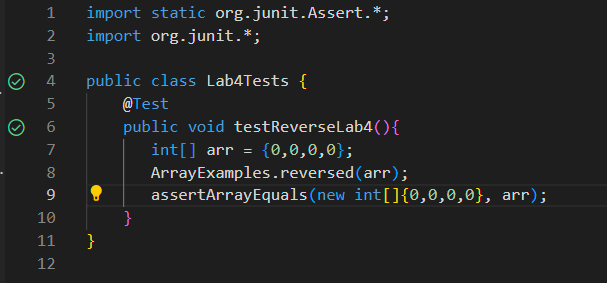 1 import static org.junit.Assert.*;
2 import org.junit.*;
3
4 public class Lab4Tests {
5     @Test
6     public void testReverseLab4(){
7        int[] arr = {0,0,0,0};
8        ArrayExamples.reversed(arr);
9        assertArrayEquals(new int[]{0,0,0,0}, arr);
10     }
11 }
12